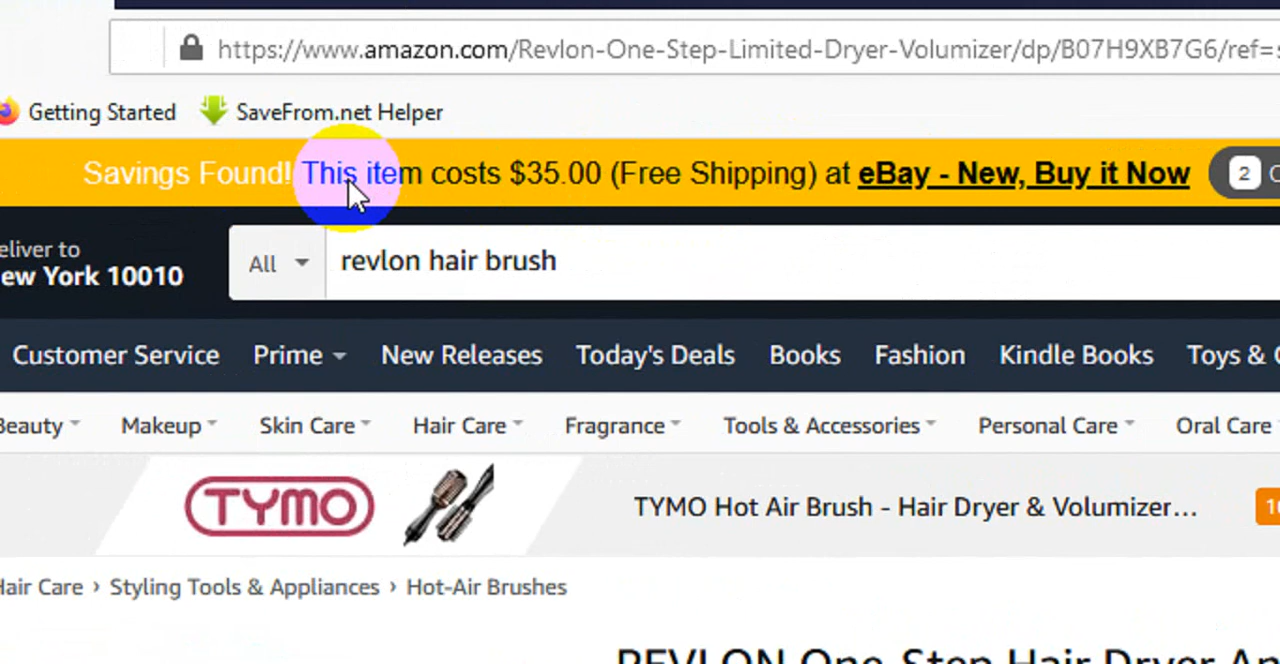 https://www.amazon.com/Revlon-One-Step-Limited-Dryer-Volumizer/dp/B07H9XB7G6/ref=
Getting Started SaveFrom.net Helper
Savings Found! This item costs $35.00 (Free Shipping) at eBay - New, Buy it Now 2
eliver to
ew York 10010
All revlon hair brush
Customer Service Prime New Releases Today's Deals Books Fashion Kindle Books Toys &
Beauty Makeup Skin Care Hair Care Fragrance Tools & Accessories Personal Care Oral Care
TYMO TYMO Hot Air Brush - Hair Dryer & Volumizer...
Hair Care › Styling Tools & Appliances › Hot-Air Brushes
REVLON One-Step Hair Dryer